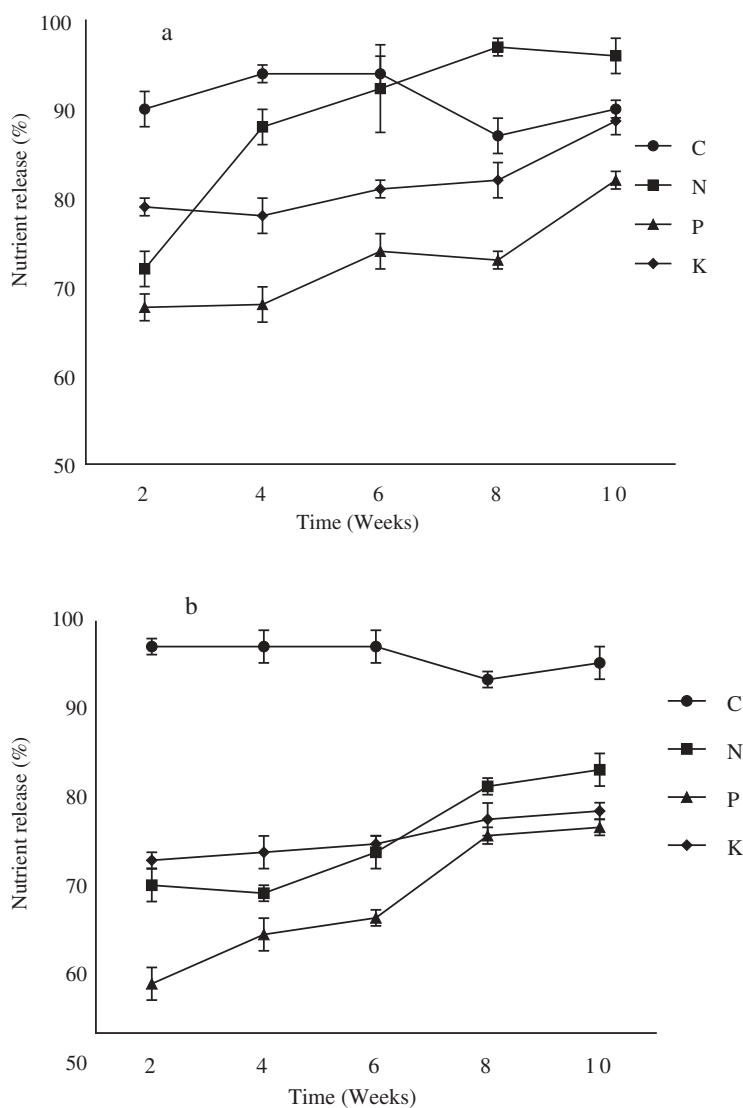 a
100
90
80
70
60
50
Nutrient release (%)
2 4 6 8 10
Time (Weeks)
C
N
P
K
b
100
90
80
70
60
50
Nutrient release (%)
2 4 6 8 10
Time (Weeks)
C
N
P
K